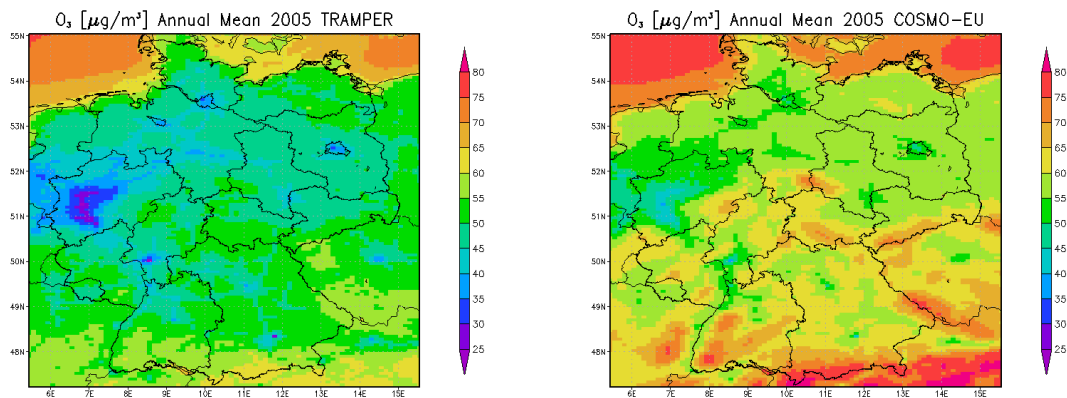 O₃ [μg/m³] Annual Mean 2005 TRAMPER
55N
54N
53N
52N
51N
50N
49N
48N
6E 7E 8E 9E 10E 11E 12E 13E 14E 15E
80
75
70
65
60
55
50
45
40
35
30
25
O₃ [μg/m³] Annual Mean 2005 COSMO-EU
55N
54N
53N
52N
51N
50N
49N
48N
6E 7E 8E 9E 10E 11E 12E 13E 14E 15E
80
75
70
65
60
55
50
45
40
35
30
25